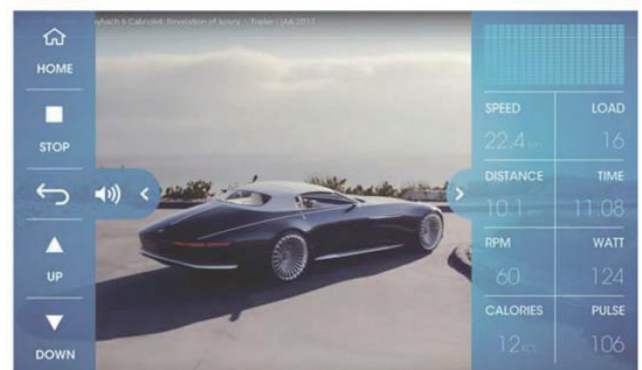 6 Cabriolet: Revelation of luxury - Trailer | IAA 2017
HOME
STOP
UP
DOWN
SPEED
22.4
LOAD
16
DISTANCE
10.1
TIME
11:08
RPM
60
WATT
124
CALORIES
12
PULSE
106